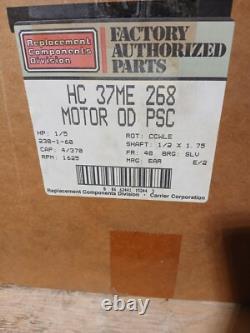 Replacement
Components
Division
FACTORY
AUTHORIZED
PARTS
HC 37ME 268
MOTOR OD PSC
HP: 1/5
ROT: CCWLE
230-1-60
SHAFT: 1/2 X 1.75
CAP: 4/370
FR: 48 BRG: SLV
RPM: 1625
MTG: EAR
E/2
Replacement Components Division - Carrier Corporation